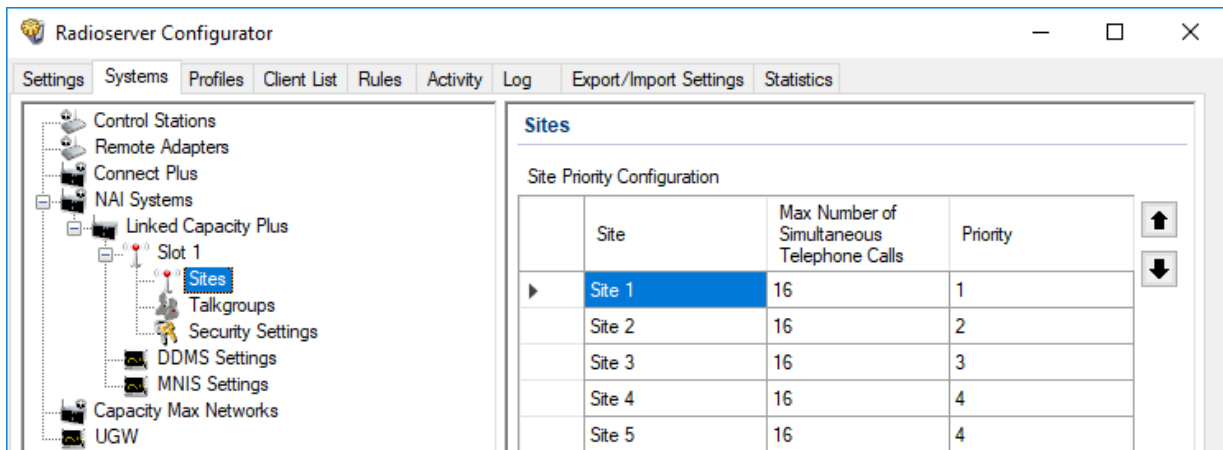 Radioserver Configurator
Settings Systems Profiles Client List Rules Activity Log Export/Import Settings Statistics
Control Stations
Remote Adapters
Connect Plus
NAI Systems
Linked Capacity Plus
Slot 1
Sites
Talkgroups
Security Settings
DDMS Settings
MNIS Settings
Capacity Max Networks
UGW
Sites
Site Priority Configuration
Site Max Number of Simultaneous Telephone Calls Priority
Site 1 16 1
Site 2 16 2
Site 3 16 3
Site 4 16 4
Site 5 16 4